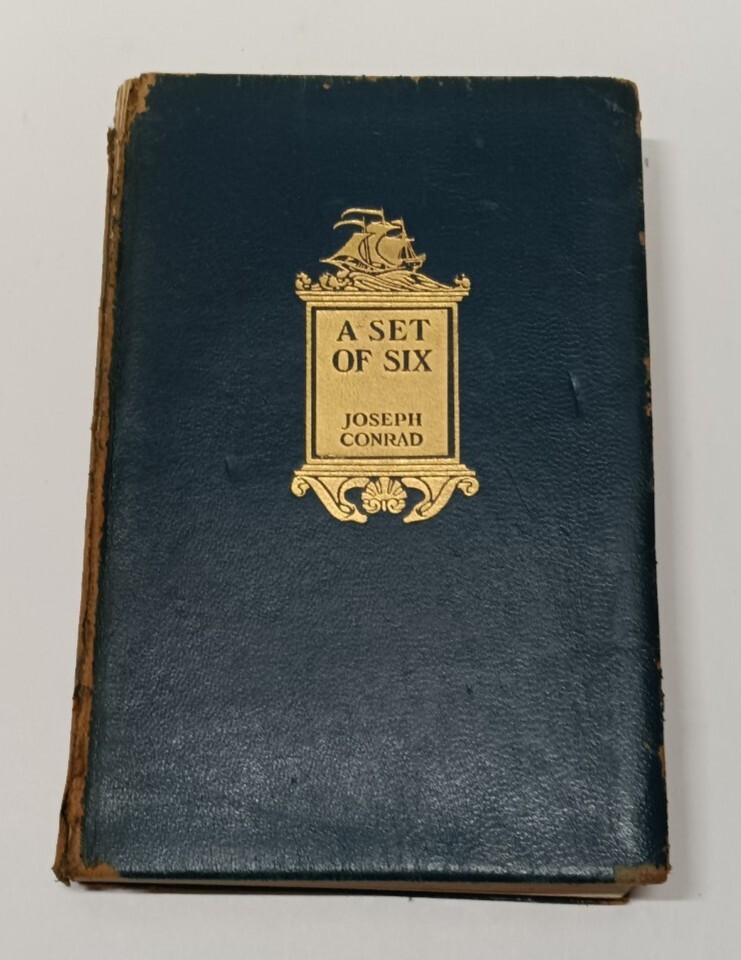 A SET
OF SIX
JOSEPH
CONRAD